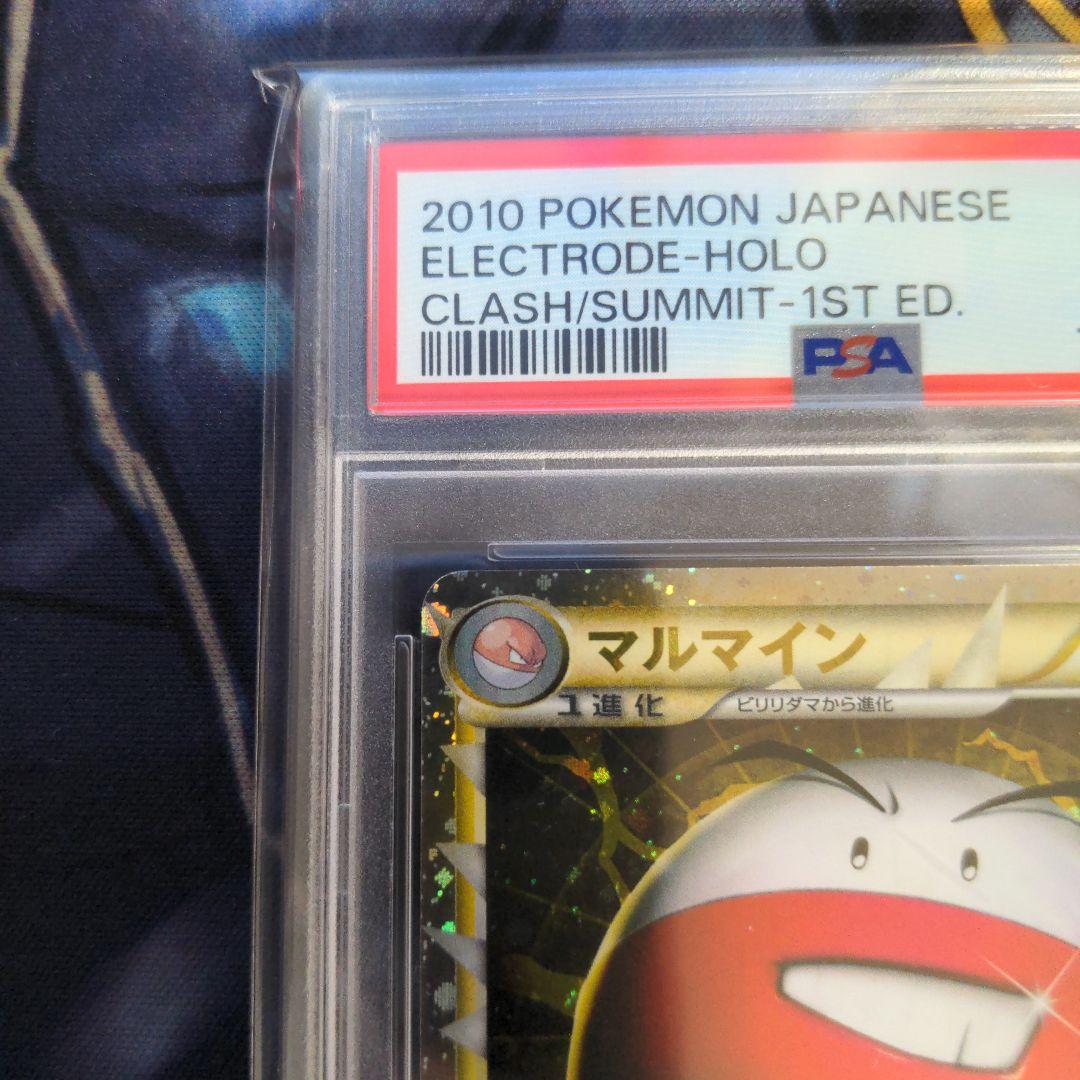 2010 POKEMON JAPANESE
ELECTRODE-HOLO
CLASH/SUMMIT-1ST ED.
PSA
マルマイン
1進化
ビリリダマから進化